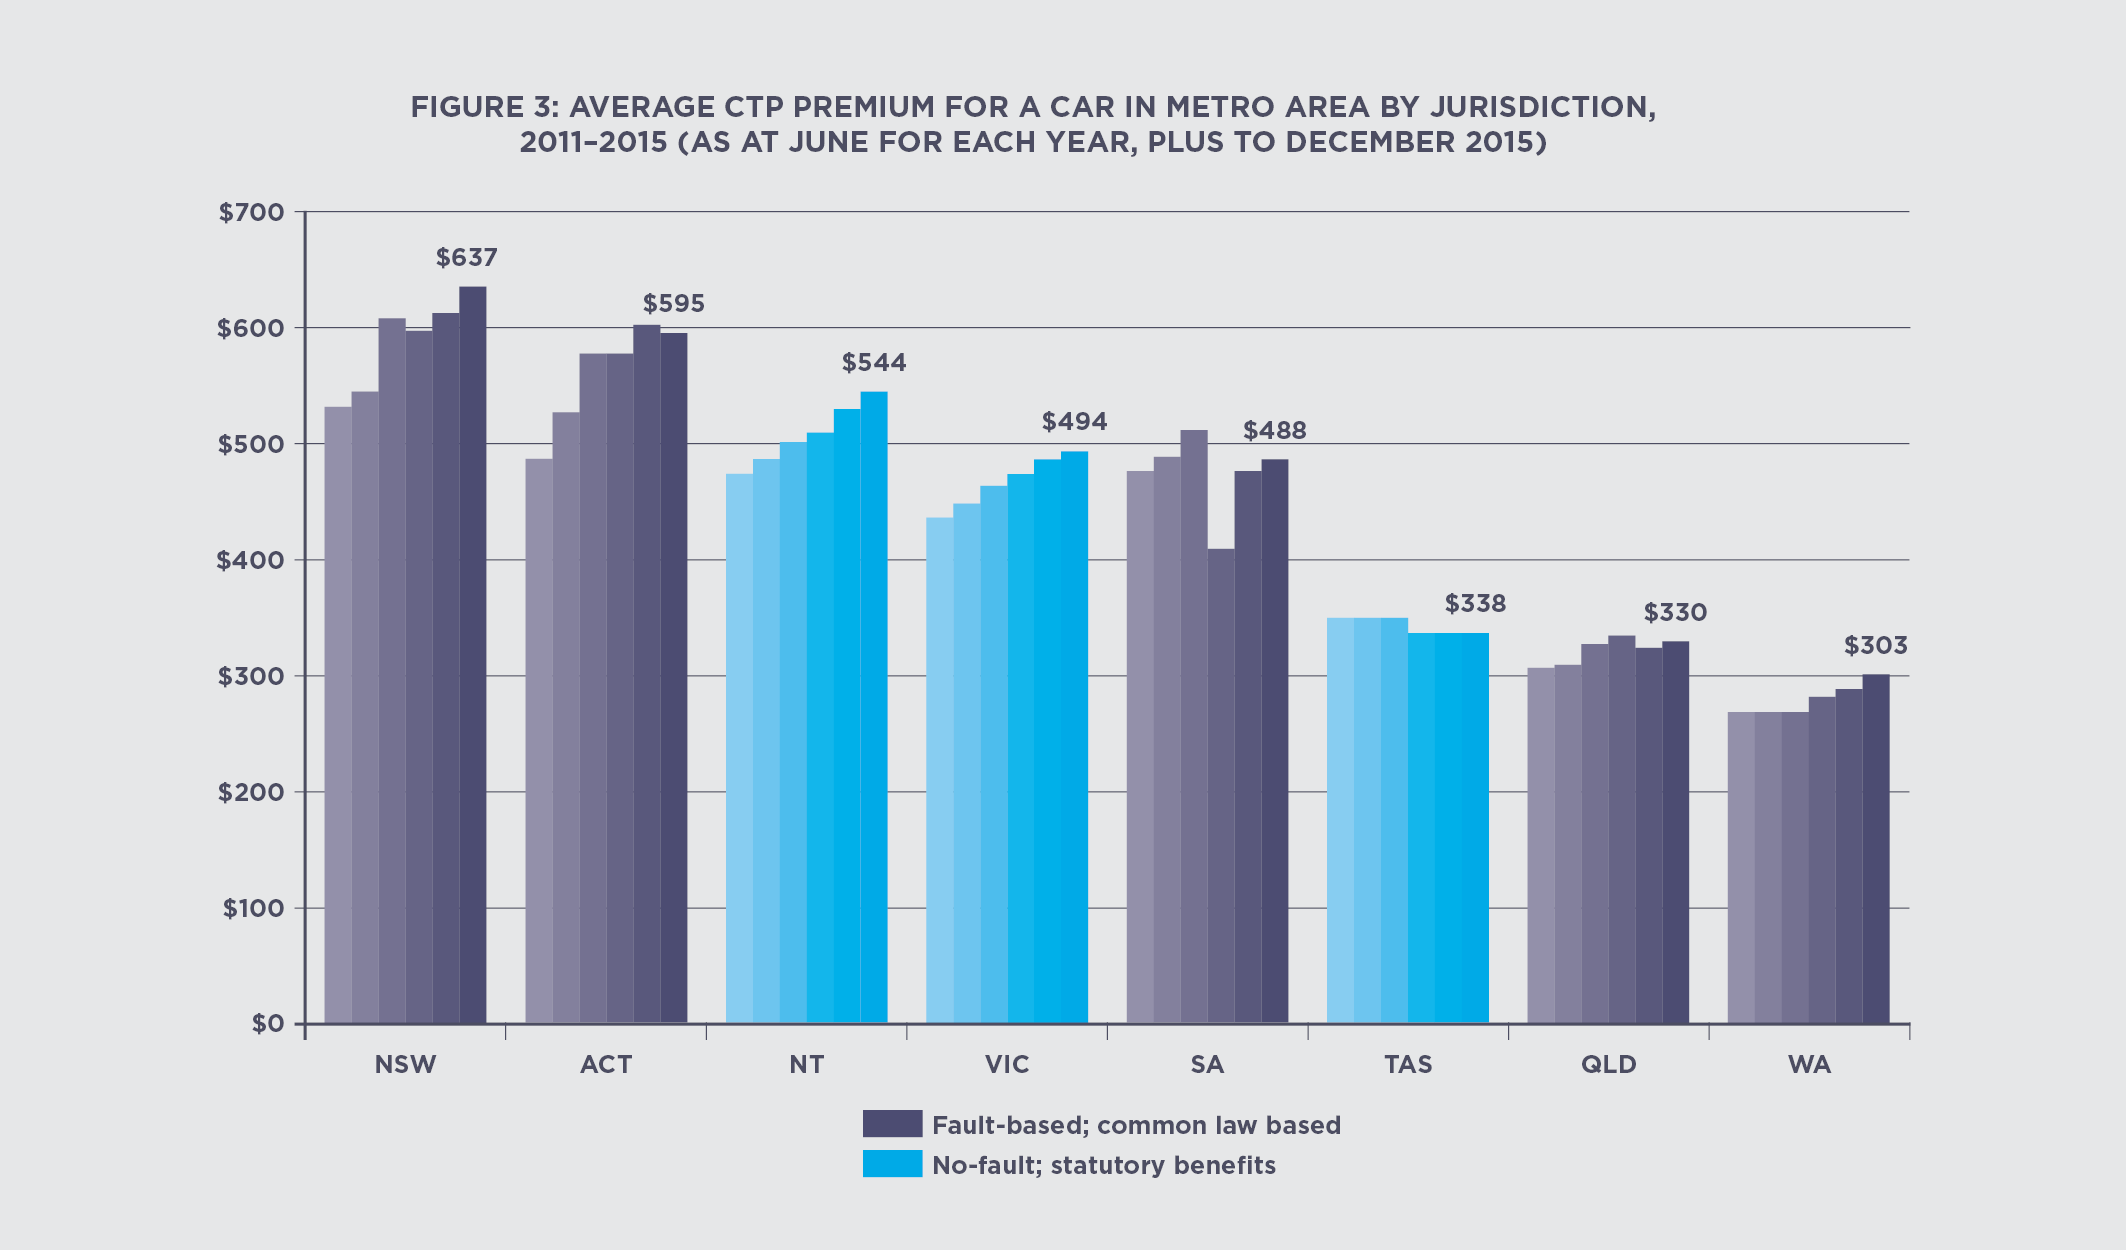 FIGURE 3: AVERAGE CTP PREMIUM FOR A CAR IN METRO AREA BY JURISDICTION,
2011–2015 (AS AT JUNE FOR EACH YEAR, PLUS TO DECEMBER 2015)
$700
$600
$500
$400
$300
$200
$100
$0
$637
$595
$544
$494
$488
$338
$330
$303
NSW
ACT
NT
VIC
SA
TAS
QLD
WA
Fault-based; common law based
No-fault; statutory benefits